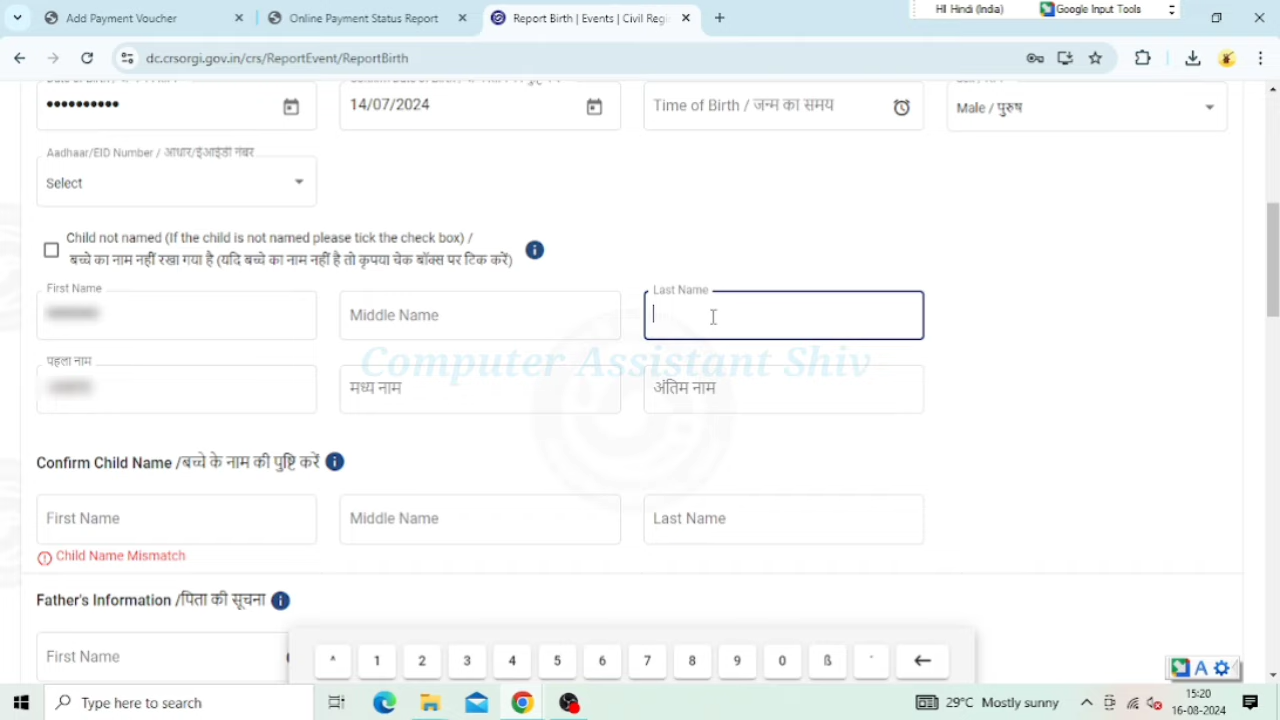 Add Payment Voucher
Online Payment Status Report
Report Birth | Events | Civil Regi
HI Hindi (India)
Google Input Tools
dc.crsorgi.gov.in/crs/ReportEvent/ReportBirth
14/07/2024
Time of Birth / जन्म का समय
Male / पुरुष
Aadhaar/EID Number / आधार/ईआईडी नंबर
Select
Child not named (If the child is not named please tick the check box) /
बच्चे का नाम नहीं रखा गया है (यदि बच्चे का नाम नहीं है तो कृपया चेक बॉक्स पर टिक करें)
First Name
Middle Name
Last Name
पहला नाम
मध्य नाम
अंतिम नाम
Computer Assistant Shiv
Confirm Child Name /बच्चे के नाम की पुष्टि करें
First Name
Middle Name
Last Name
Child Name Mismatch
Father's Information /पिता की सूचना
First Name
^ 1 2 3 4 5 6 7 8 9 0 ß ´
Type here to search
29°C Mostly sunny
15:20
16-08-2024